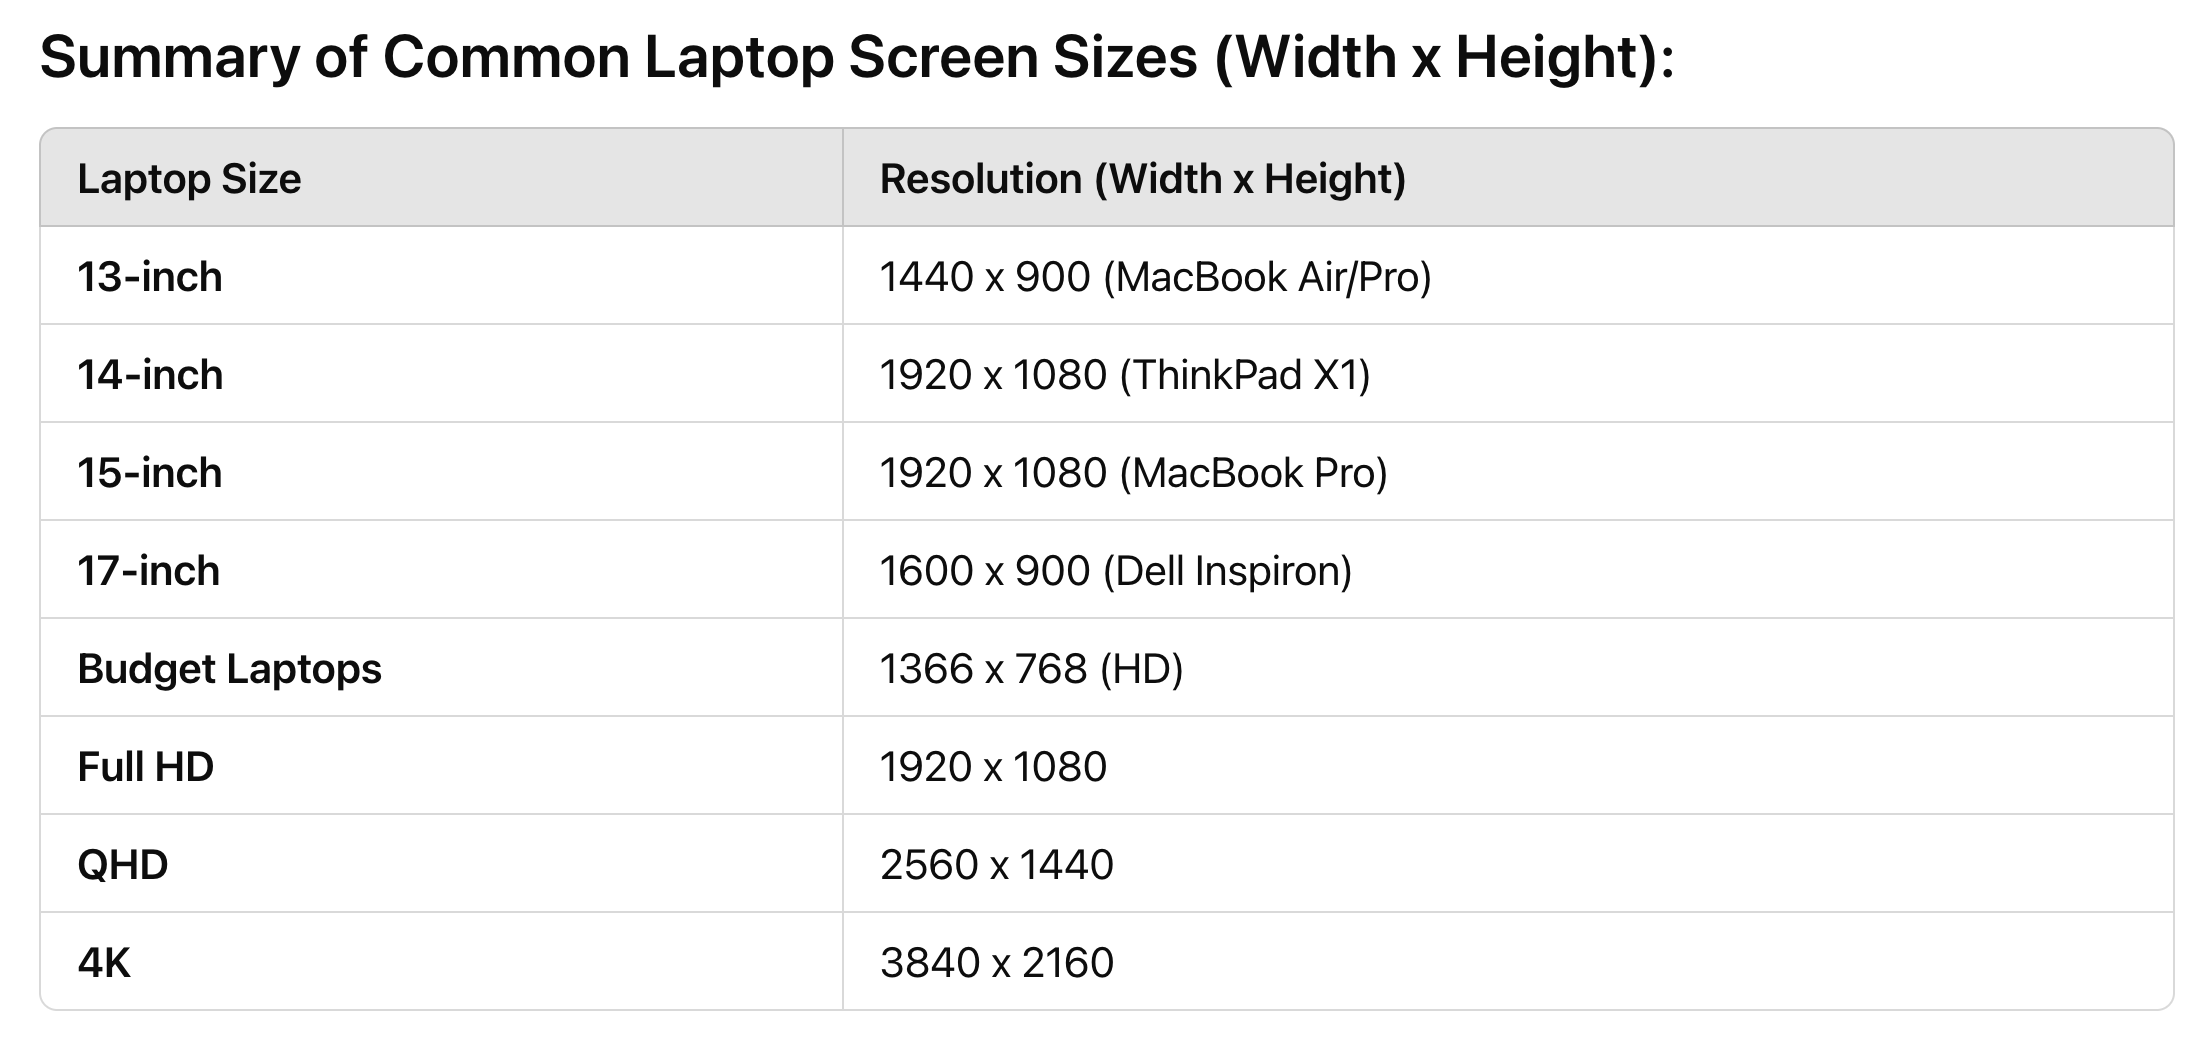 Summary of Common Laptop Screen Sizes (Width x Height):
Laptop Size Resolution (Width x Height)
13-inch 1440 x 900 (MacBook Air/Pro)
14-inch 1920 x 1080 (ThinkPad X1)
15-inch 1920 x 1080 (MacBook Pro)
17-inch 1600 x 900 (Dell Inspiron)
Budget Laptops 1366 x 768 (HD)
Full HD 1920 x 1080
QHD 2560 x 1440
4K 3840 x 2160